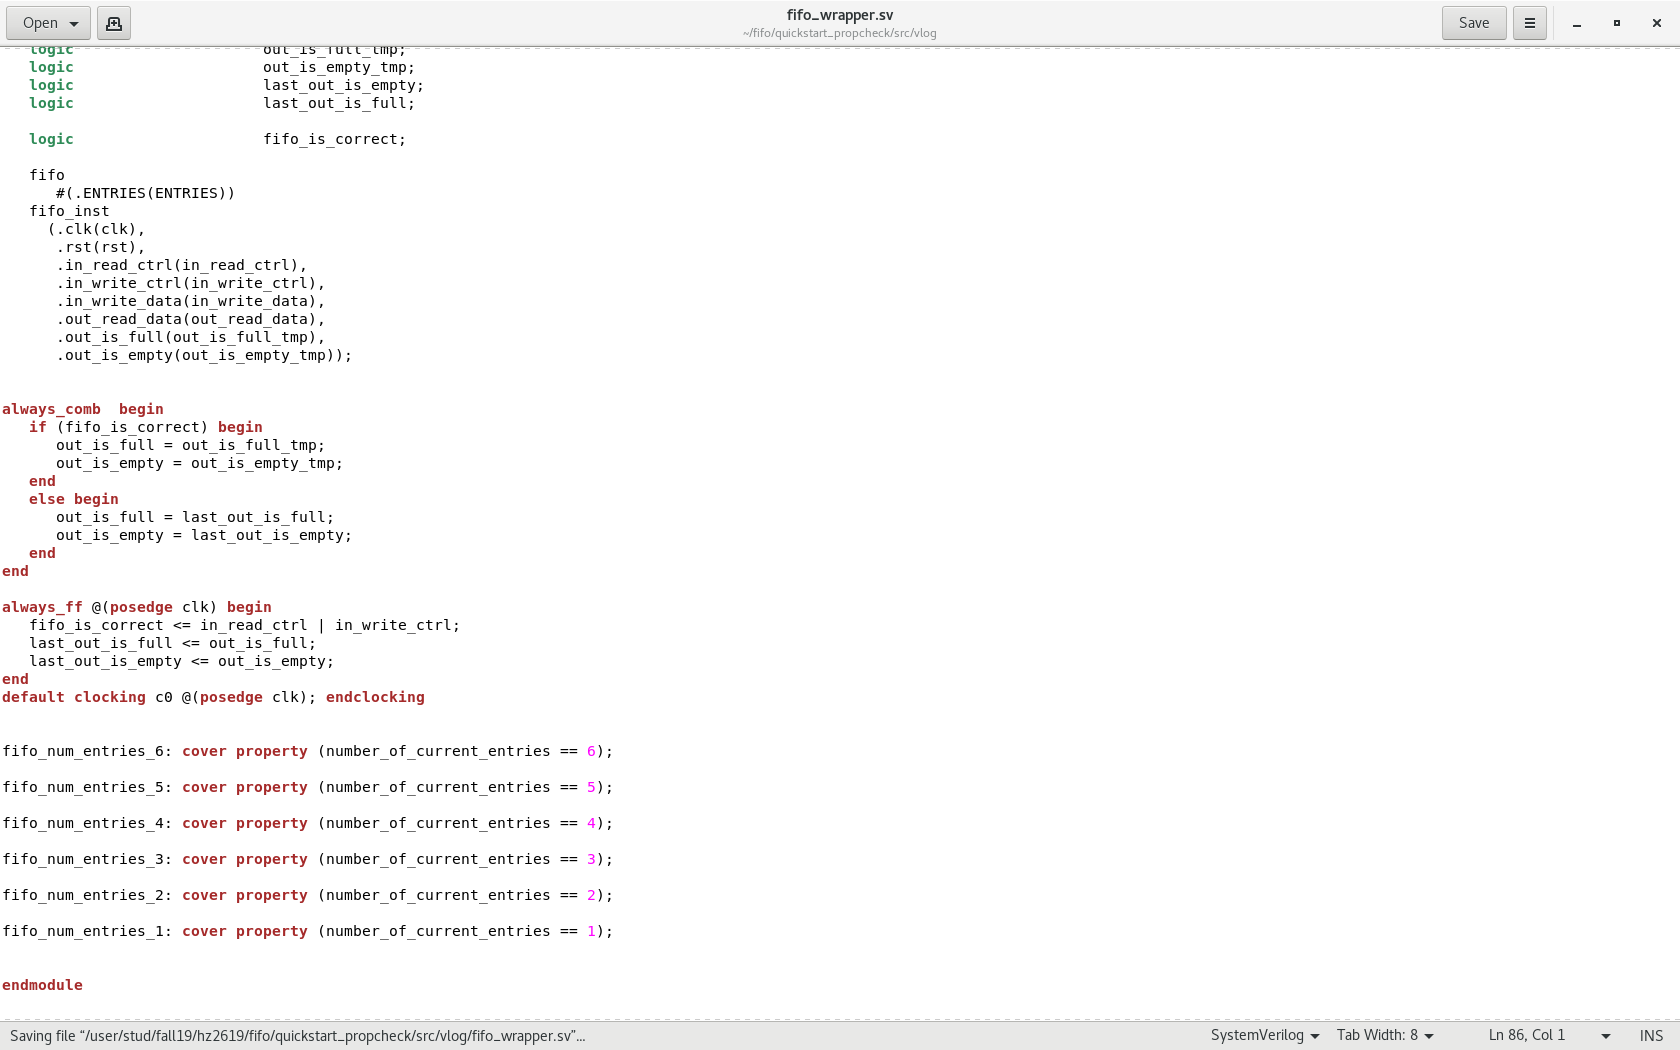 Open
fifo_wrapper.sv
~/fifo/quickstart_propcheck/src/vlog
Save
logic out_is_full_tmp;
logic out_is_empty_tmp;
logic last_out_is_empty;
logic last_out_is_full;
logic fifo_is_correct;
fifo
#(.ENTRIES(ENTRIES))
fifo_inst
(.clk(clk),
.rst(rst),
.in_read_ctrl(in_read_ctrl),
.in_write_ctrl(in_write_ctrl),
.in_write_data(in_write_data),
.out_read_data(out_read_data),
.out_is_full(out_is_full_tmp),
.out_is_empty(out_is_empty_tmp));
always_comb  begin
if (fifo_is_correct) begin
out_is_full = out_is_full_tmp;
out_is_empty = out_is_empty_tmp;
end
else begin
out_is_full = last_out_is_full;
out_is_empty = last_out_is_empty;
end
end
always_ff @(posedge clk) begin
fifo_is_correct <= in_read_ctrl | in_write_ctrl;
last_out_is_full <= out_is_full;
last_out_is_empty <= out_is_empty;
end
default clocking c0 @(posedge clk); endclocking
fifo_num_entries_6: cover property (number_of_current_entries == 6);
fifo_num_entries_5: cover property (number_of_current_entries == 5);
fifo_num_entries_4: cover property (number_of_current_entries == 4);
fifo_num_entries_3: cover property (number_of_current_entries == 3);
fifo_num_entries_2: cover property (number_of_current_entries == 2);
fifo_num_entries_1: cover property (number_of_current_entries == 1);
endmodule
Saving file “/user/stud/fall19/hz2619/fifo/quickstart_propcheck/src/vlog/fifo_wrapper.sv”... SystemVerilog Tab Width: 8 Ln 86, Col 1 INS